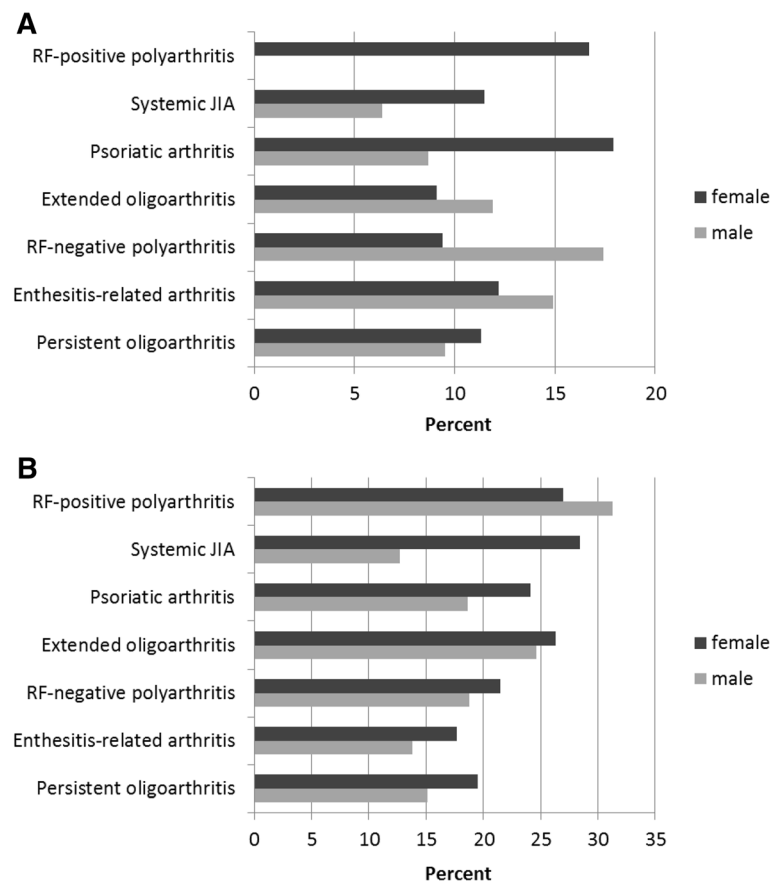 A
RF-positive polyarthritis
Systemic JIA
Psoriatic arthritis
Extended oligoarthritis
RF-negative polyarthritis
Enthesitis-related arthritis
Persistent oligoarthritis
female
male
0 5 10 15 20
Percent
B
RF-positive polyarthritis
Systemic JIA
Psoriatic arthritis
Extended oligoarthritis
RF-negative polyarthritis
Enthesitis-related arthritis
Persistent oligoarthritis
female
male
0 5 10 15 20 25 30 35
Percent